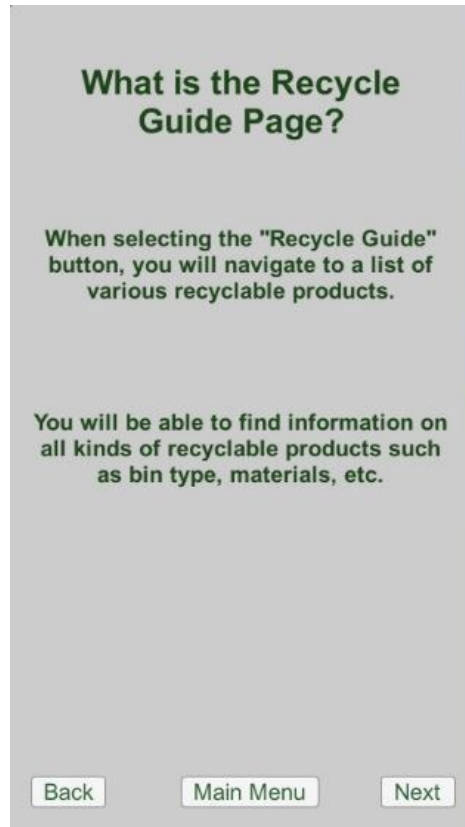 What is the Recycle
Guide Page?
When selecting the "Recycle Guide"
button, you will navigate to a list of
various recyclable products.
You will be able to find information on
all kinds of recyclable products such
as bin type, materials, etc.
Back
Main Menu
Next